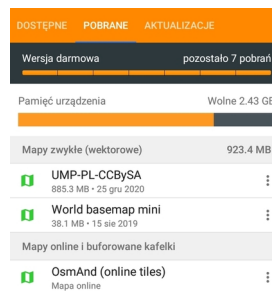 DOSTĘPNE POBRANE AKTUALIZACJE
Wersja darmowa pozostało 7 pobrań
Pamięć urządzenia Wolne 2.43 GB
Mapy zwykłe (wektorowe) 923.4 MB
UMP-PL-CCBySA
885.3 MB • 25 gru 2020
World basemap mini
38.1 MB • 15 sie 2019
Mapy online i buforowane kafelki
OsmAnd (online tiles)
Mapa online